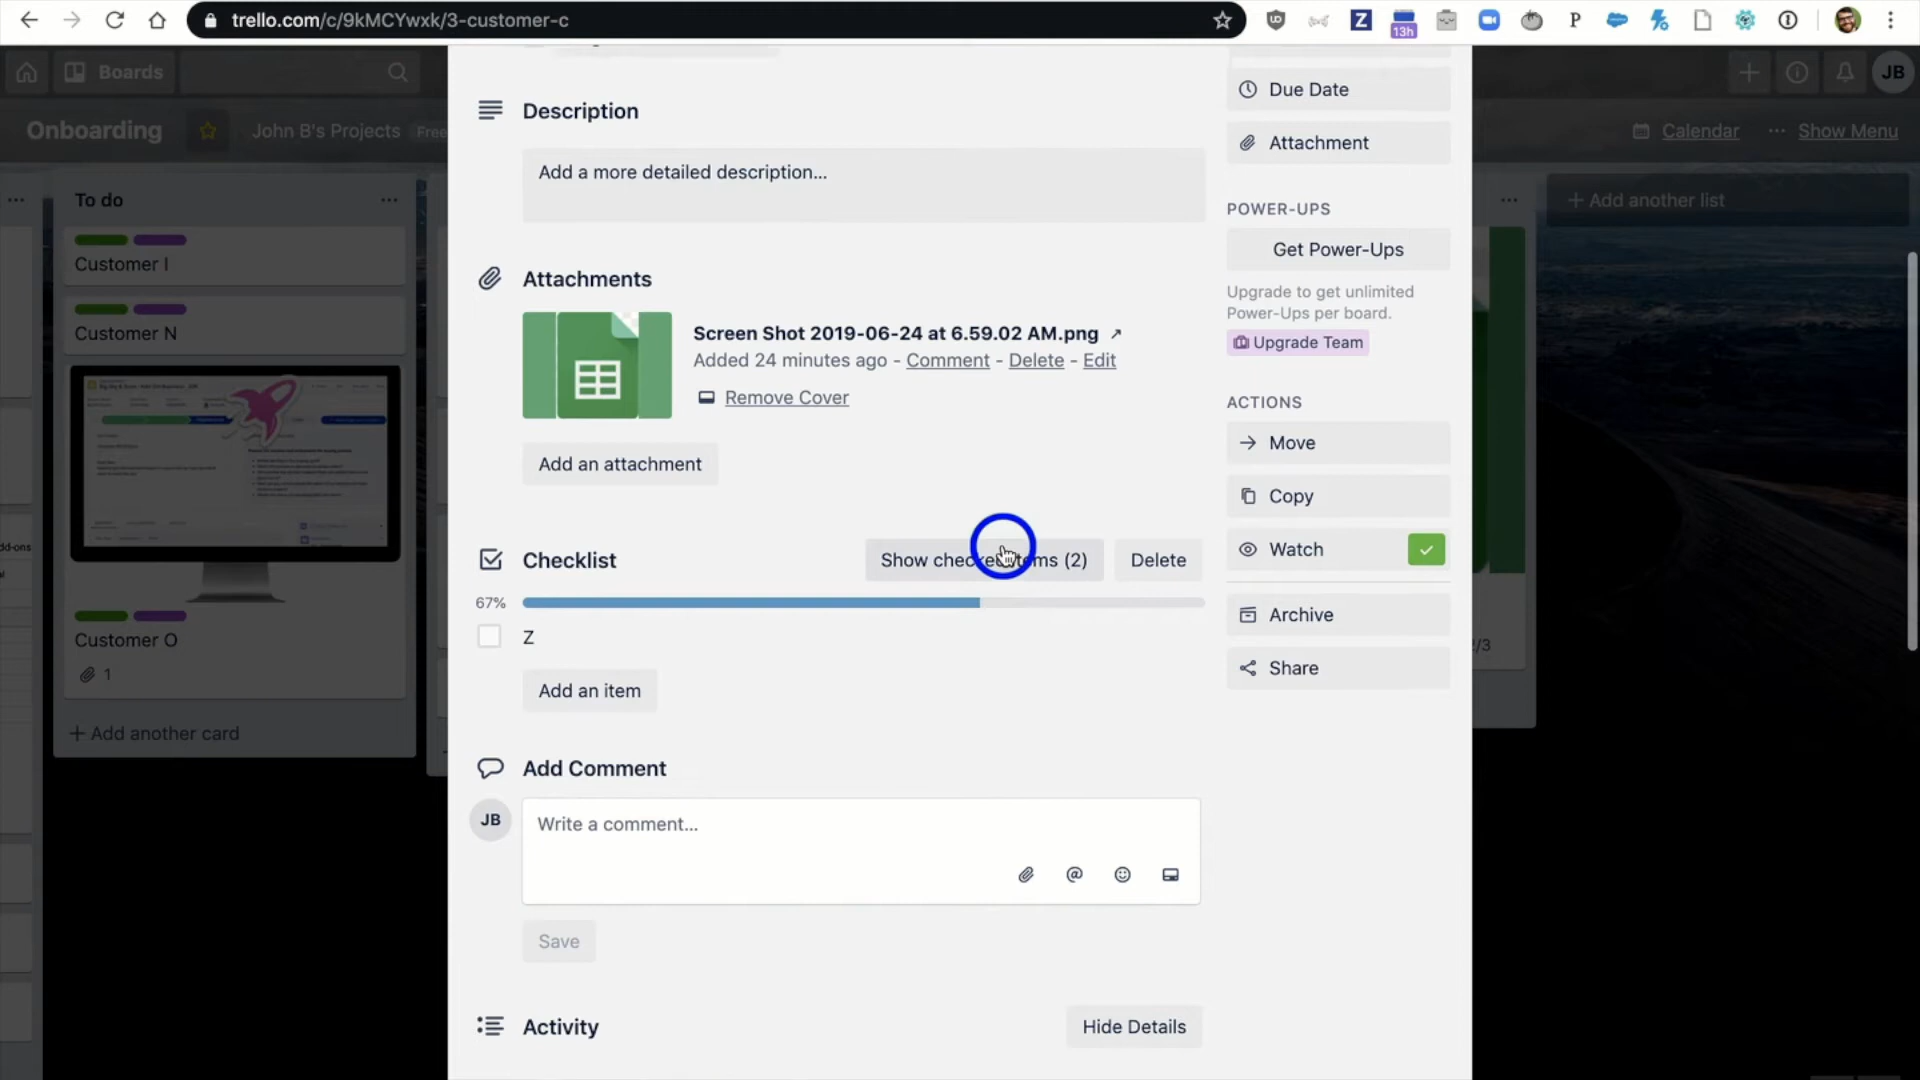 trello.com/c/9kMCYwxk/3-customer-c
13h
Boards
JB
Onboarding
John B's Projects
Free
Calendar
Show Menu
To do
Customer I
Customer N
Customer O
1
+ Add another card
Description
Add a more detailed description...
Attachments
Screen Shot 2019-06-24 at 6.59.02 AM.png
Added 24 minutes ago - Comment - Delete - Edit
Remove Cover
Add an attachment
Checklist
Show checked items (2)
Delete
67%
Z
Add an item
Add Comment
JB
Write a comment...
Save
Activity
Hide Details
Due Date
Attachment
POWER-UPS
Get Power-Ups
Upgrade to get unlimited
Power-Ups per board.
Upgrade Team
ACTIONS
Move
Copy
Watch
Archive
Share
+ Add another list
/3